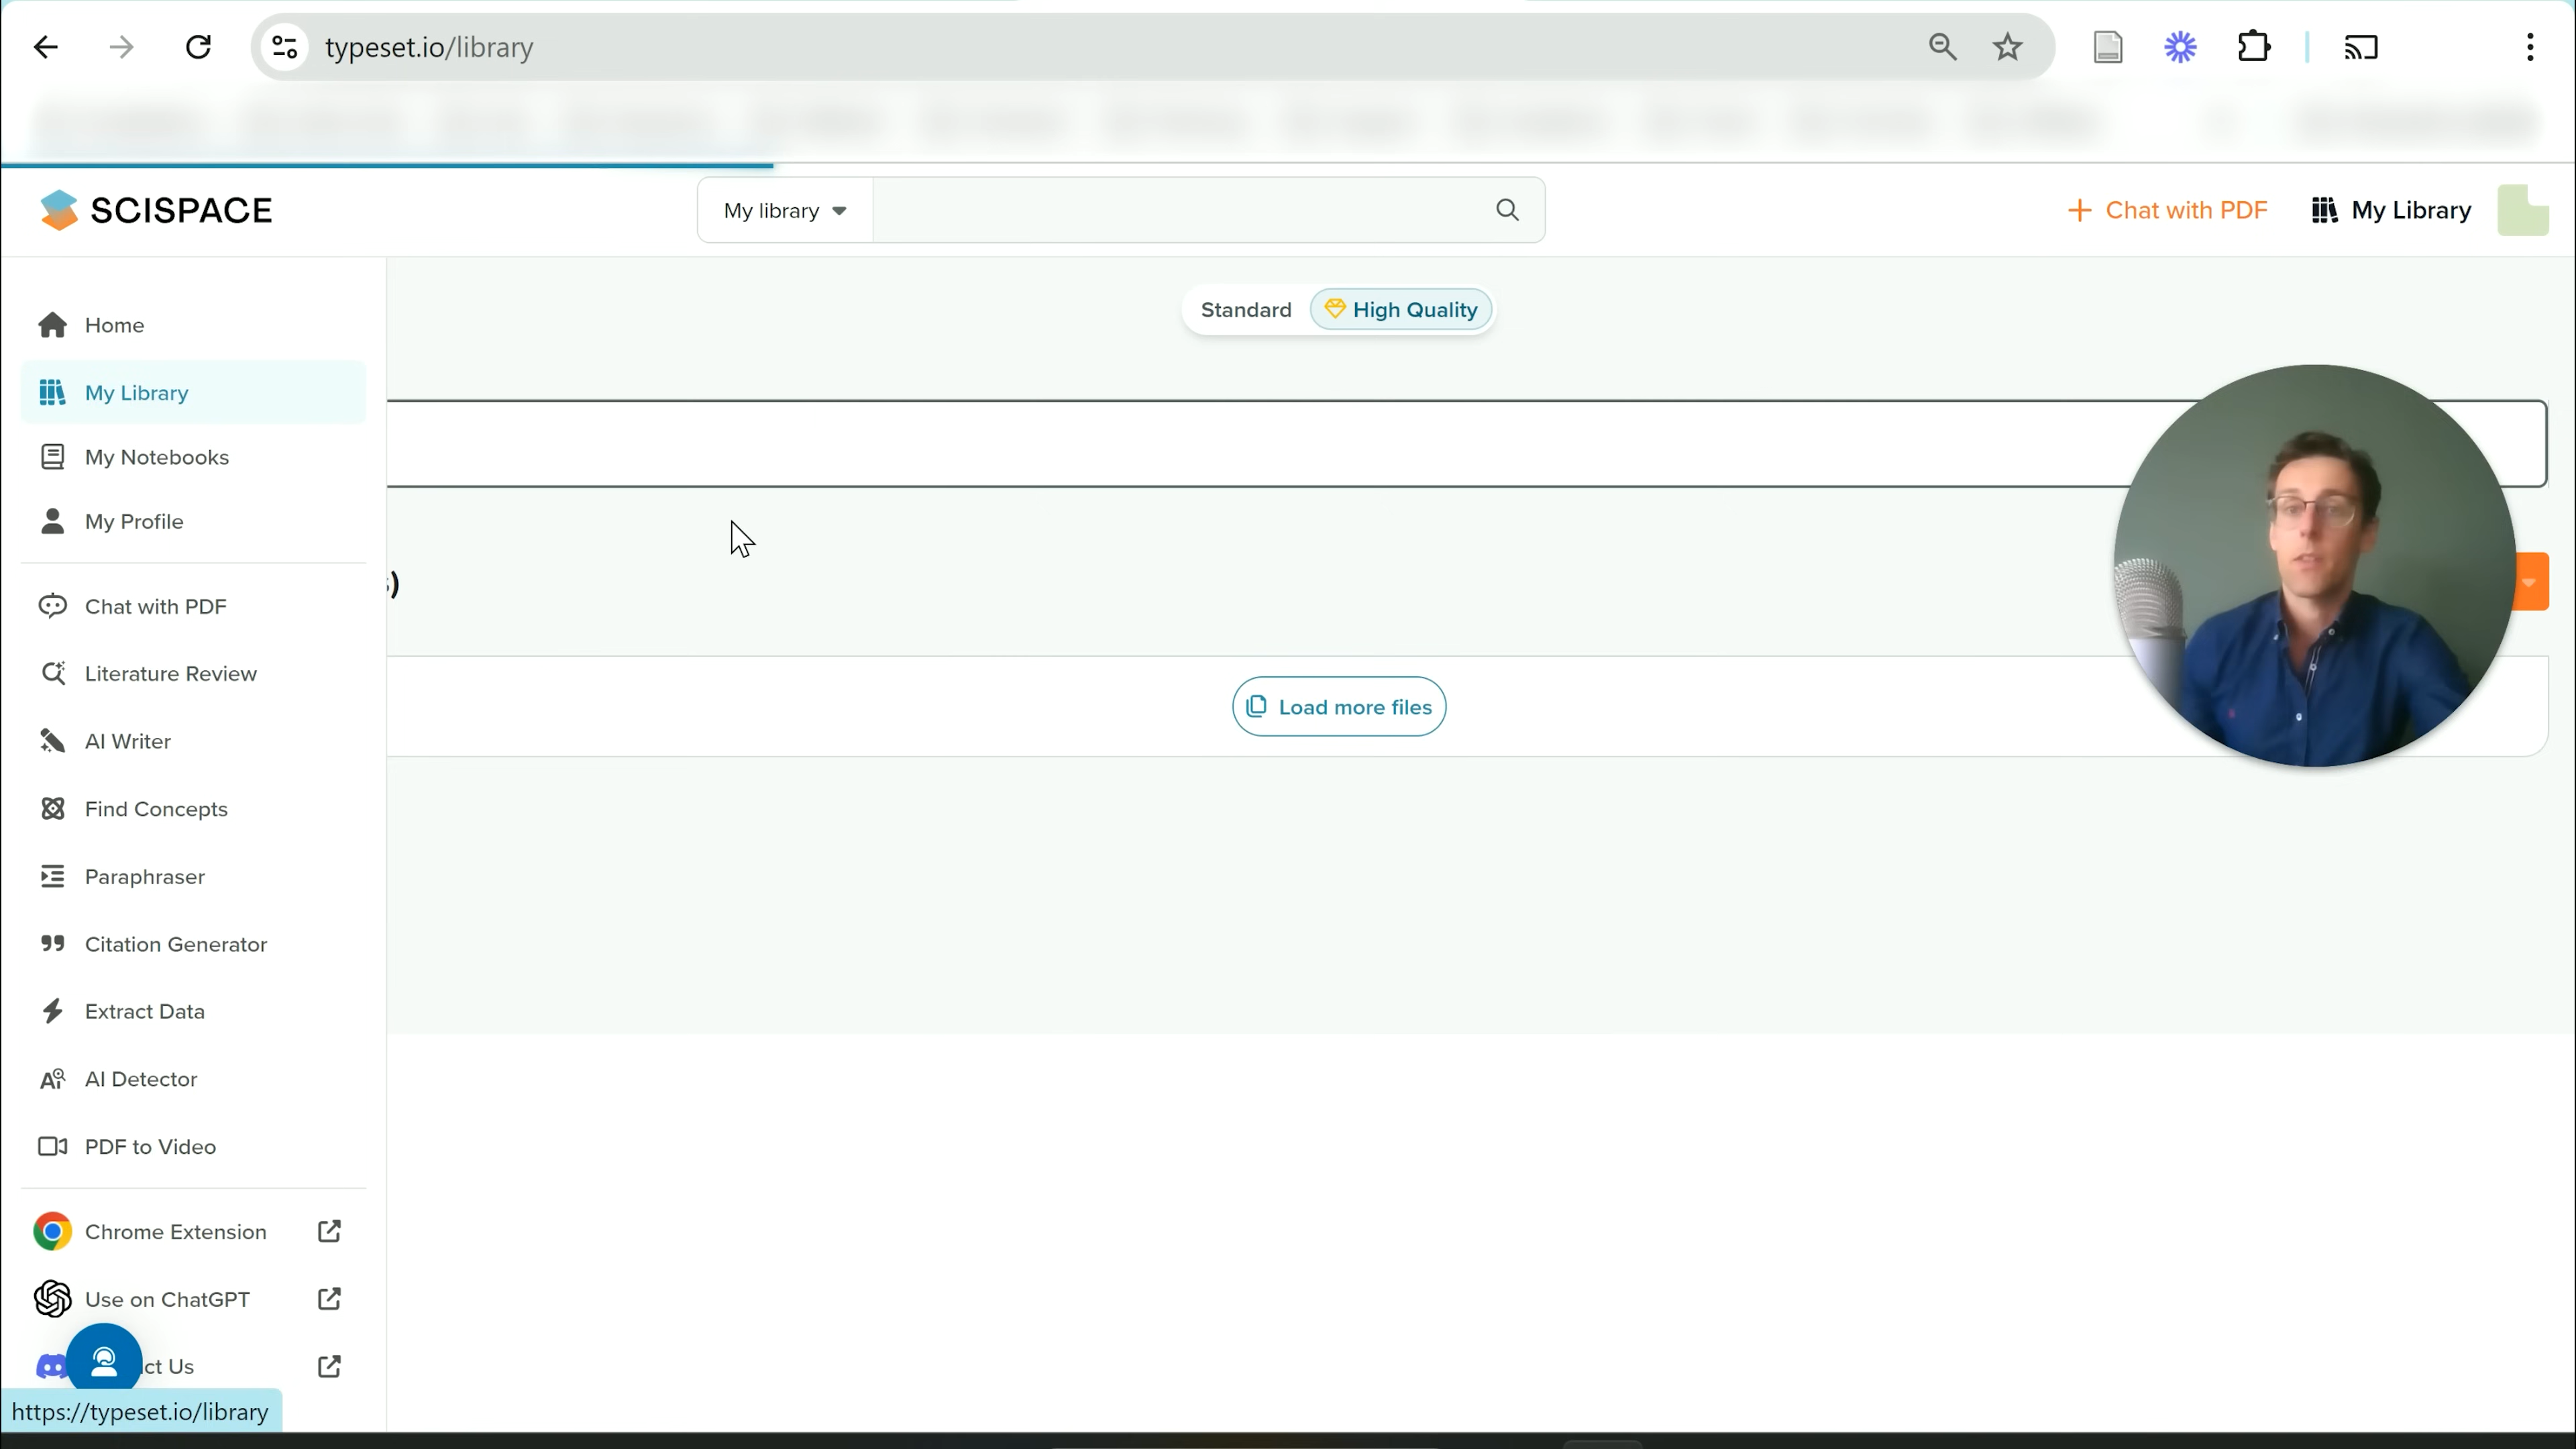 typeset.io/library
SCISPACE
My library
Chat with PDF
My Library
Standard
High Quality
Home
My Library
My Notebooks
My Profile
Chat with PDF
Literature Review
AI Writer
Find Concepts
Paraphraser
Citation Generator
Extract Data
AI Detector
PDF to Video
Chrome Extension
Use on ChatGPT
ct Us
)
Load more files
https://typeset.io/library